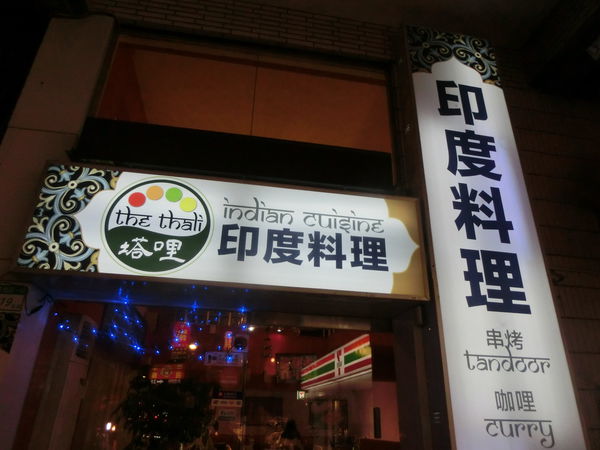 the thali
塔哩
indian cuisine
印度料理
印度料理
串烤
tandoor
咖哩
curry